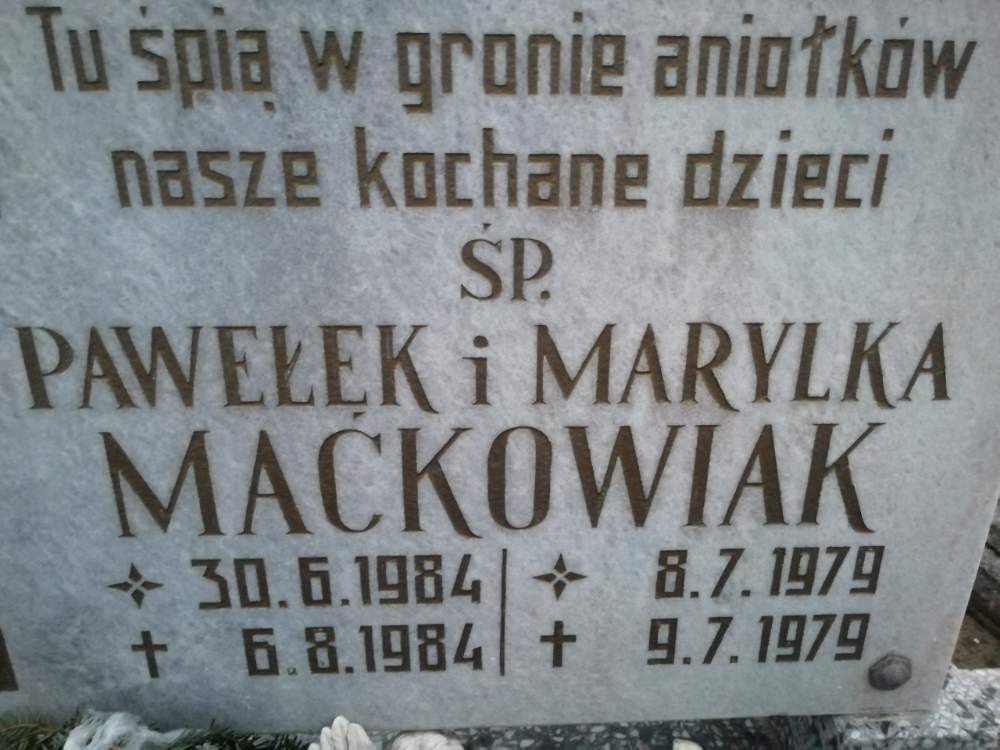 Tu śpią w gronie aniołków
nasze kochane dzieci
ŚP.
PAWEŁEK i MARYLKA
MAĆKOWIAK
30.6.1984 8.7.1979
6.8.1984 9.7.1979